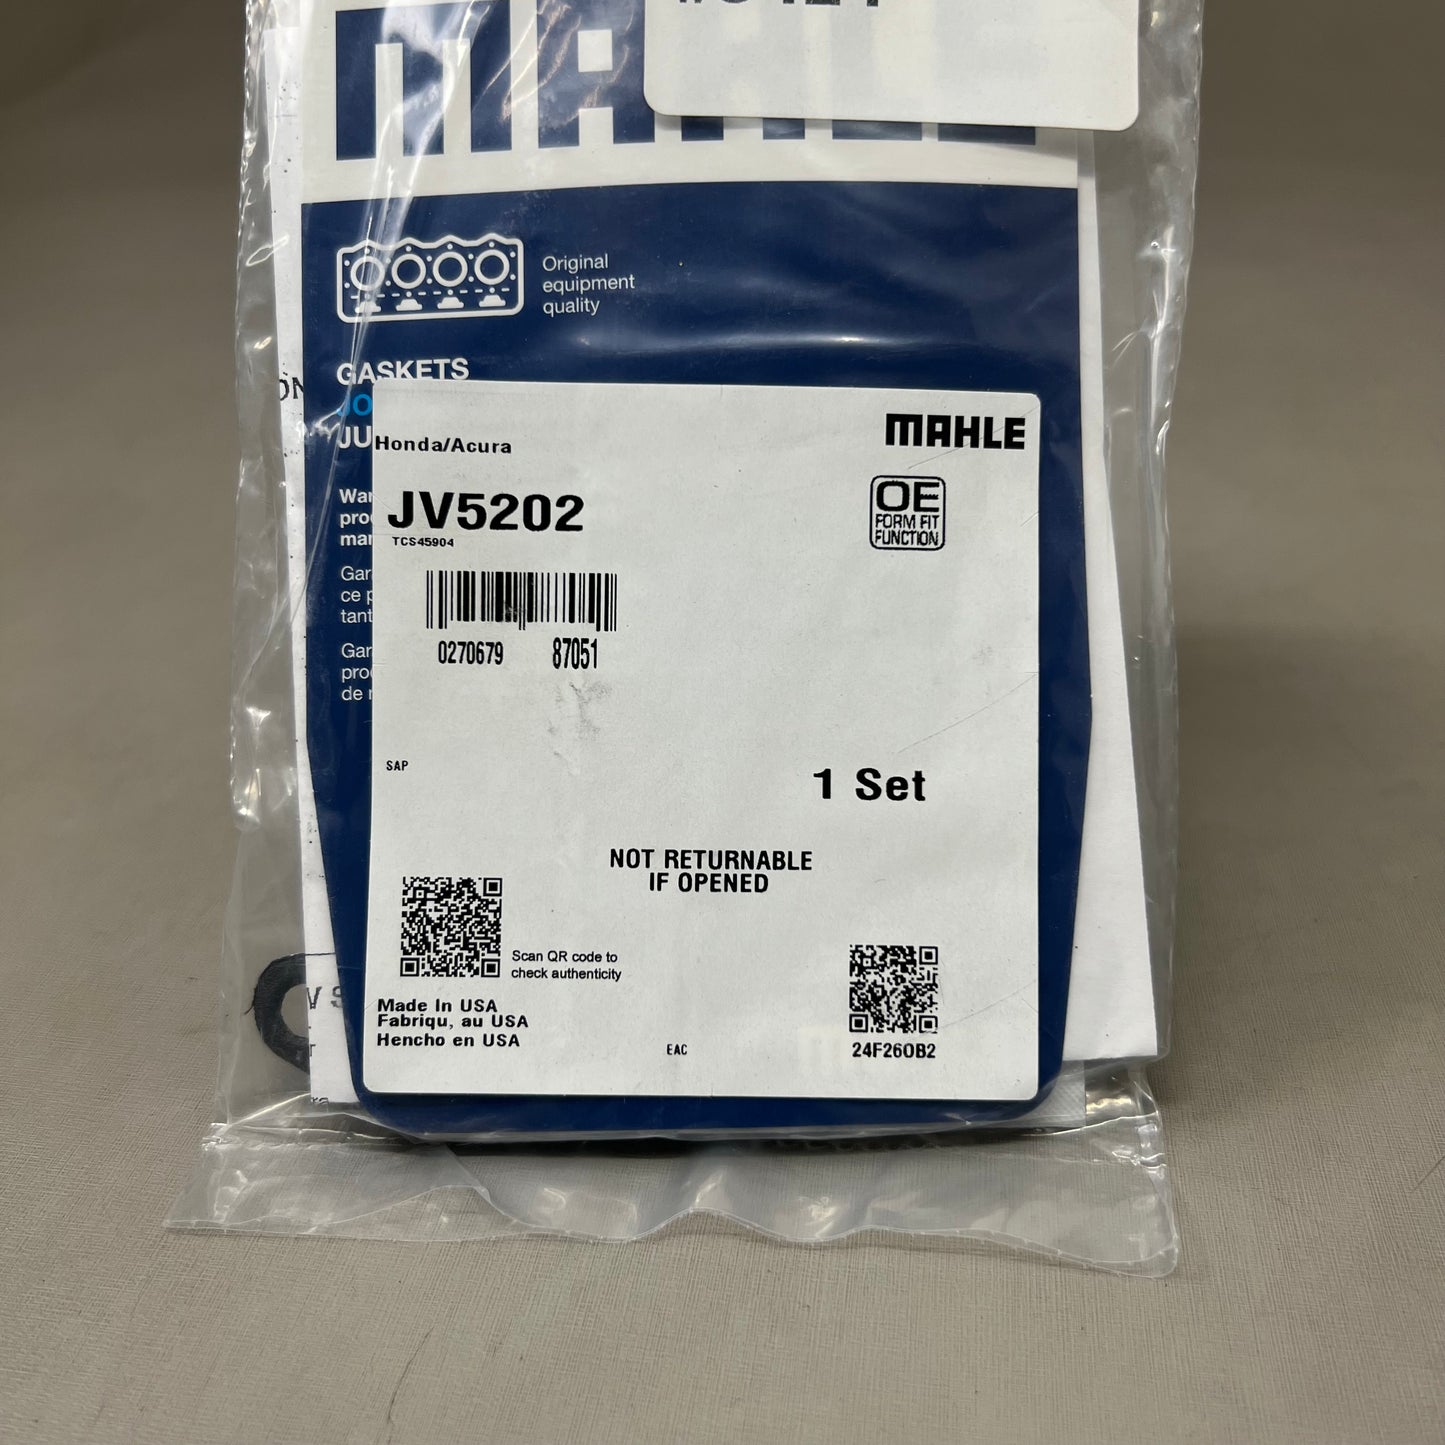 MAHLE
Original
equipment
quality
GASKETS
JO
JU
Honda/Acura
MAHLE
JV5202
TCS45904
OE
FORM FIT
FUNCTION
0270679 87051
SAP
1 Set
NOT RETURNABLE
IF OPENED
Scan QR code to
check authenticity
Made In USA
Fabriqu, au USA
Hencho en USA
EAC
24F260B2